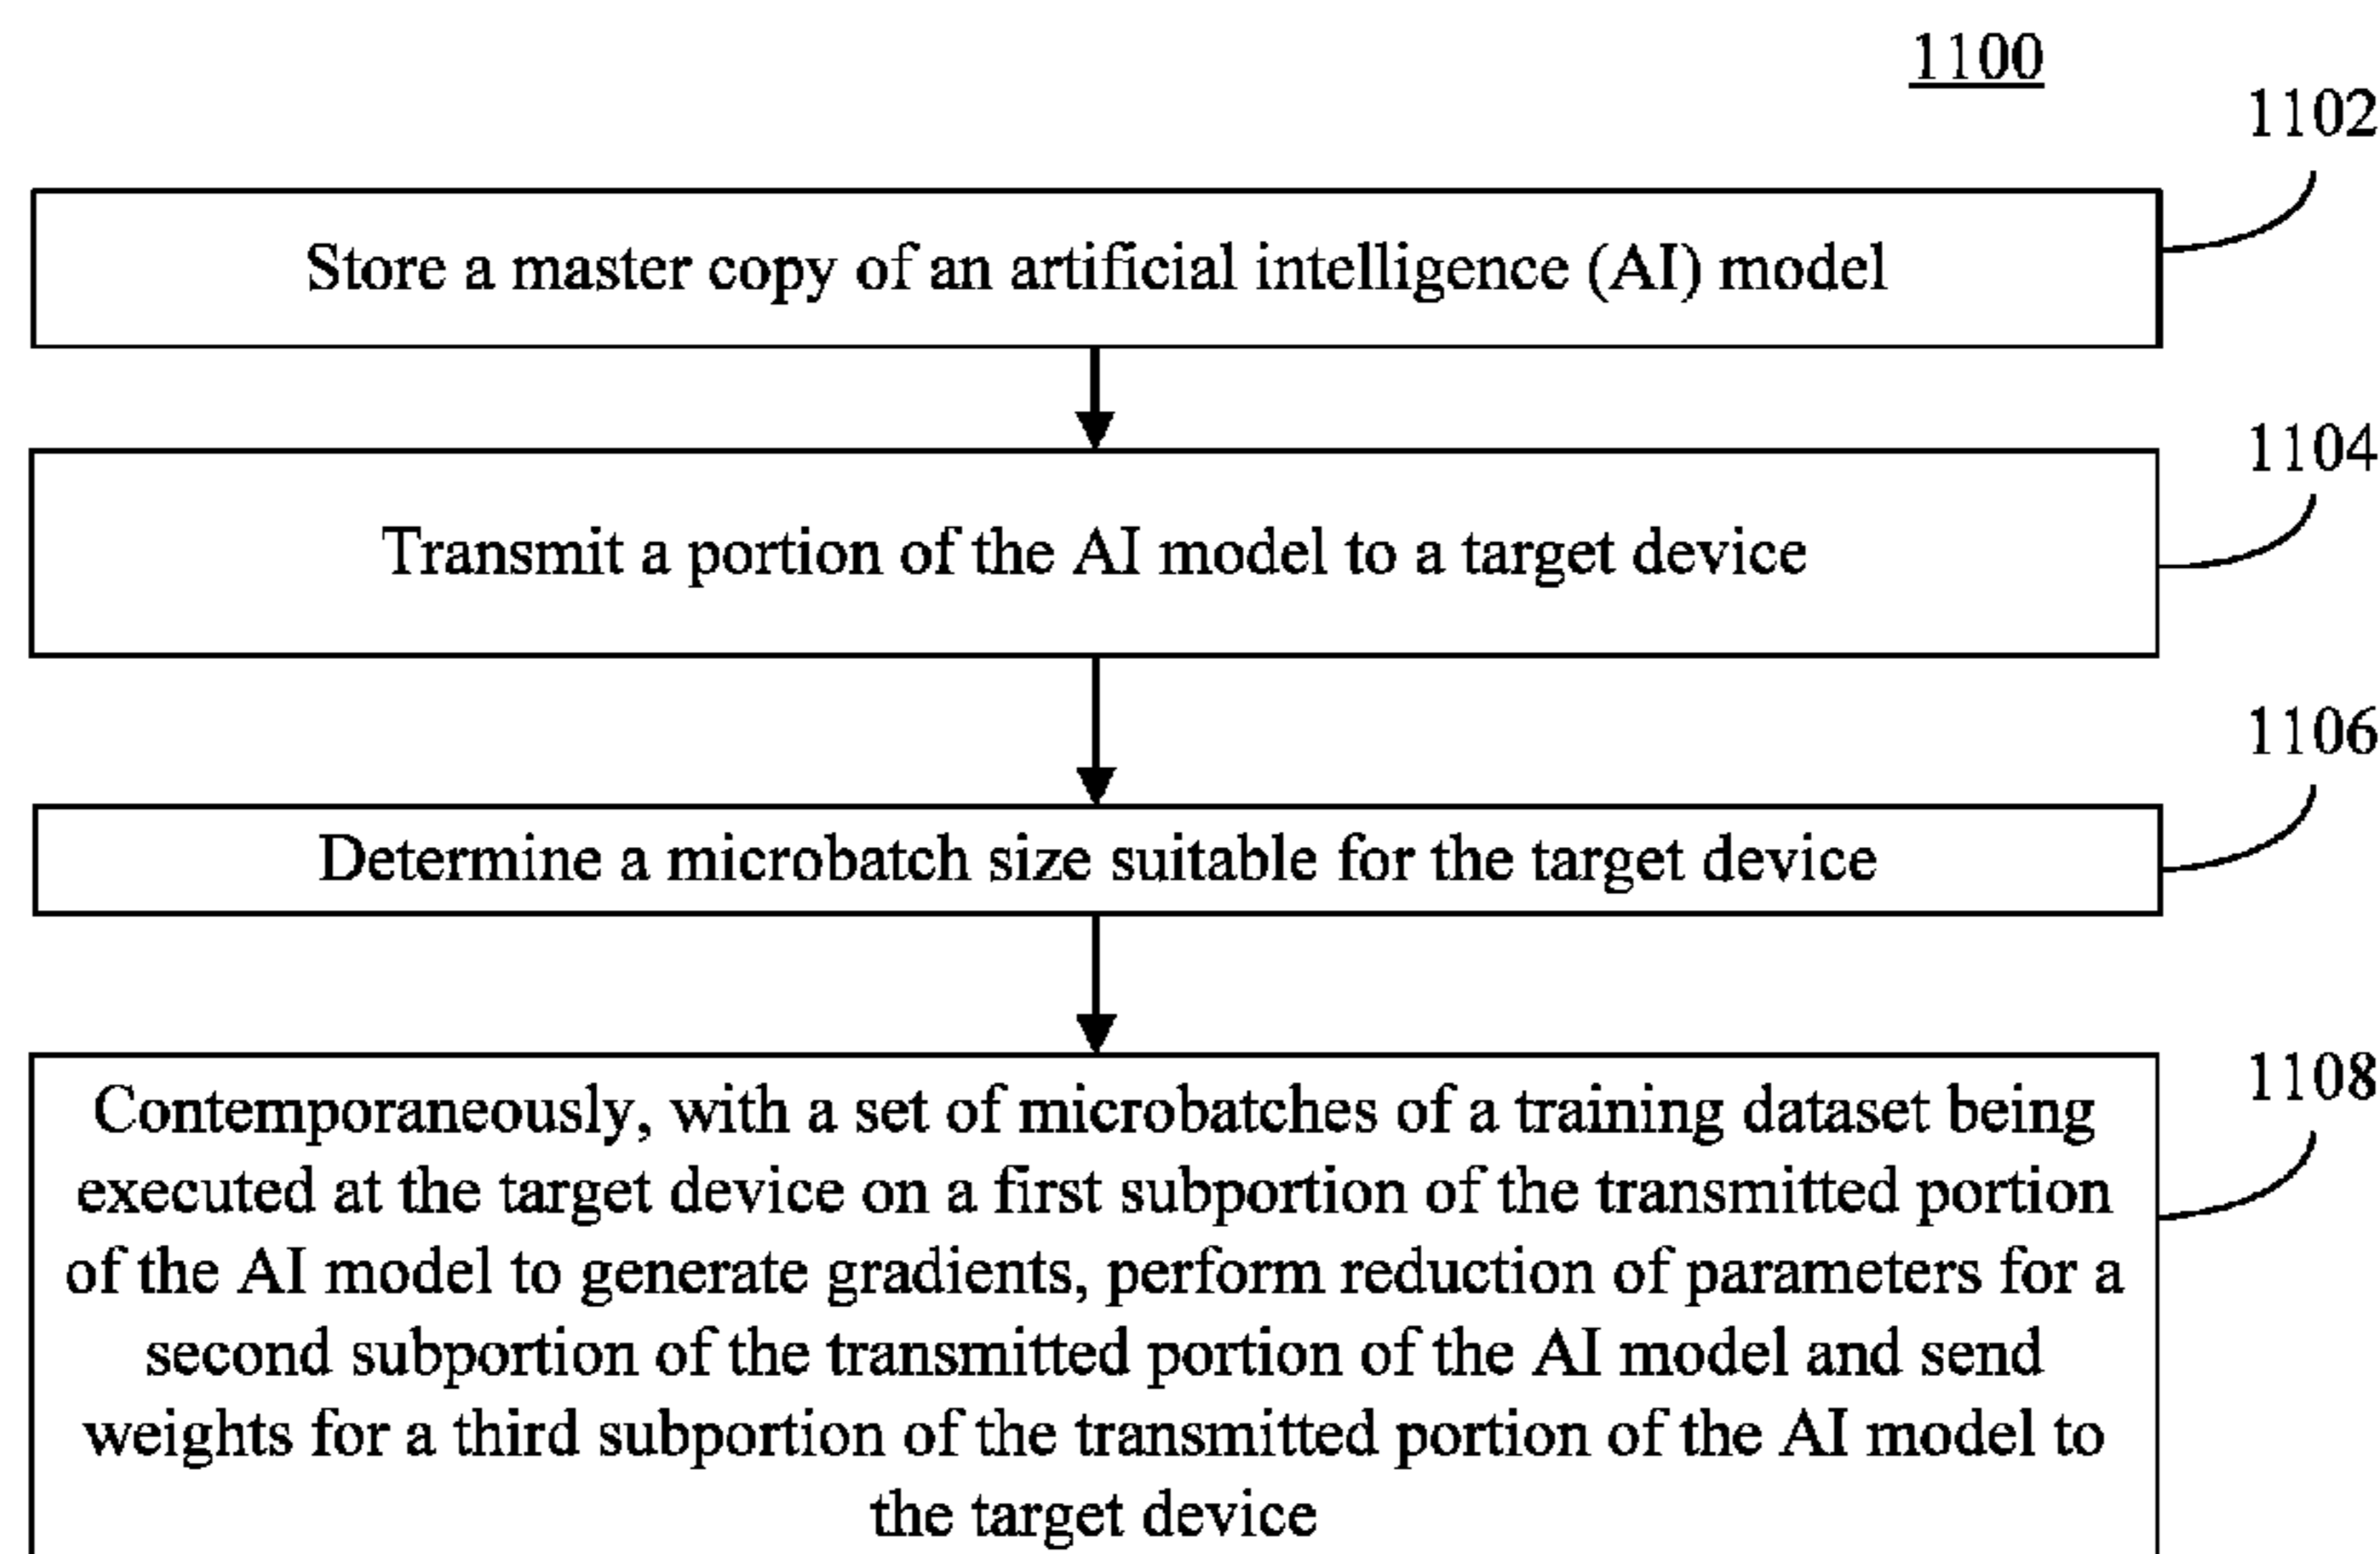 1100
1102
Store a master copy of an artificial intelligence (AI) model
1104
Transmit a portion of the AI model to a target device
1106
Determine a microbatch size suitable for the target device
1108
Contemporaneously, with a set of microbatches of a training dataset being
executed at the target device on a first subportion of the transmitted portion
of the AI model to generate gradients, perform reduction of parameters for a
second subportion of the transmitted portion of the AI model and send
weights for a third subportion of the transmitted portion of the AI model to
the target device